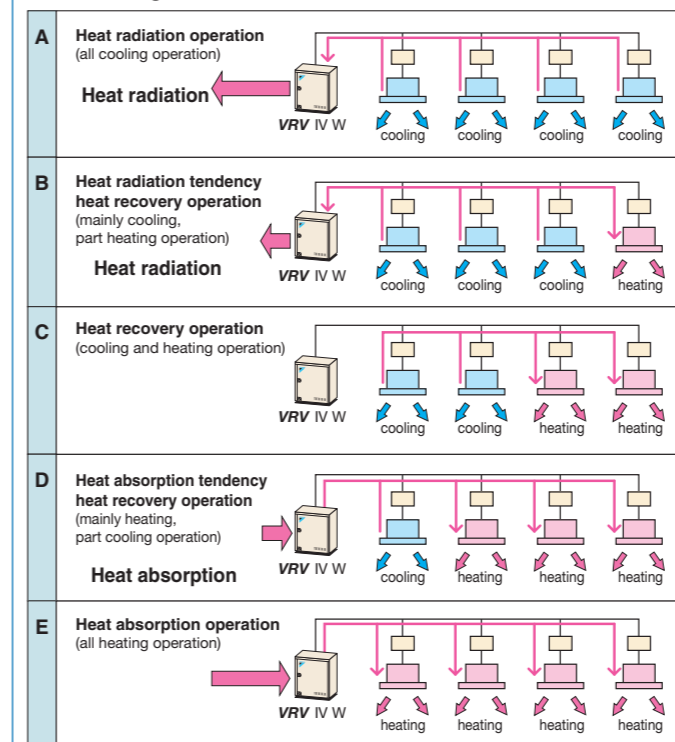 A
Heat radiation operation
(all cooling operation)
Heat radiation
VRV IV W
cooling cooling cooling cooling
B
Heat radiation tendency
heat recovery operation
(mainly cooling,
part heating operation)
Heat radiation
VRV IV W
cooling cooling cooling heating
C
Heat recovery operation
(cooling and heating operation)
VRV IV W
cooling cooling heating heating
D
Heat absorption tendency
heat recovery operation
(mainly heating,
part cooling operation)
Heat absorption
VRV IV W
cooling heating heating heating
E
Heat absorption operation
(all heating operation)
VRV IV W
heating heating heating heating